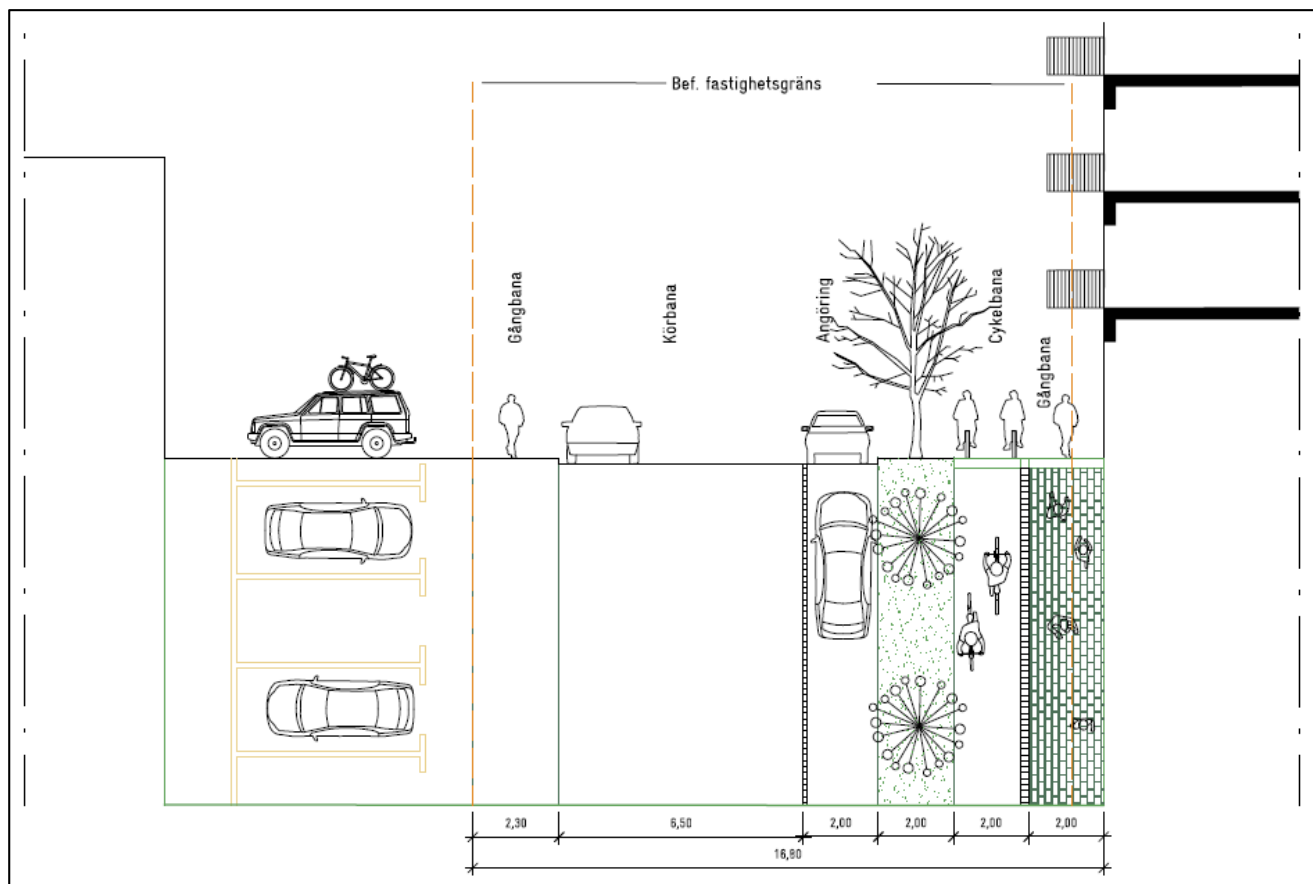 Bef. fastighetsgräns
Gångbana
Körbana
Angöring
Cykelbana
Gångbana
2,30
6,50
2,00
2,00
2,00
2,00
16,80